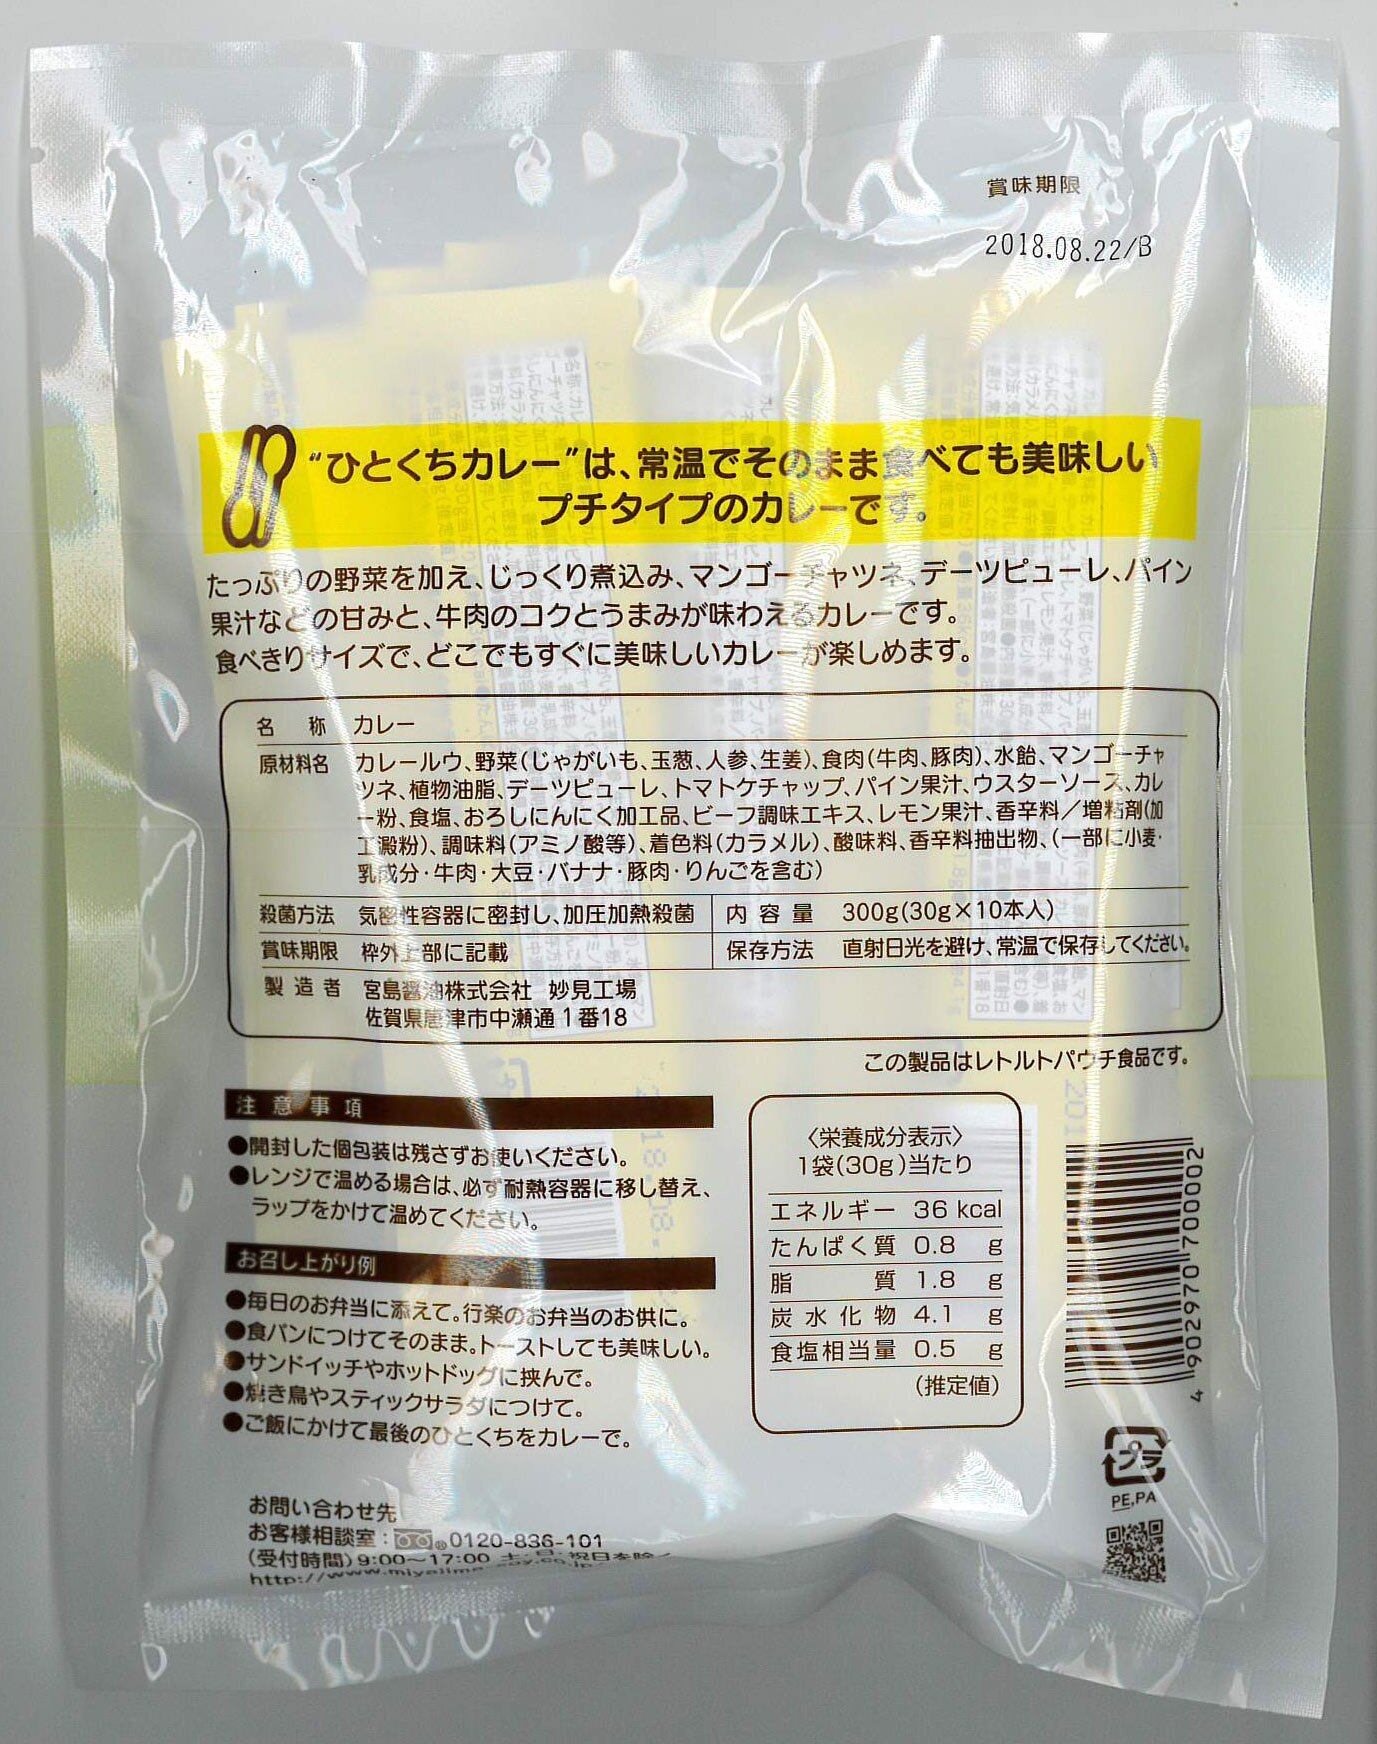 賞味期限
2018.08.22/B
“ひとくちカレー”は、常温でそのまま食べても美味しい
プチタイプのカレーです。
たっぷりの野菜を加え、じっくり煮込み、マンゴーチャツネ、デーツピューレ、パイン
果汁などの甘みと、牛肉のコクとうまみが味わえるカレーです。
食べきりサイズで、どこでもすぐに美味しいカレーが楽しめます。
名 称 カレー
原材料名 カレールウ、野菜(じゃがいも、玉葱、人参、生姜)、食肉(牛肉、豚肉)、水飴、マンゴーチャ
ツネ、植物油脂、デーツピューレ、トマトケチャップ、パイン果汁、ウスターソース、カレ
ー粉、食塩、おろしにんにく加工品、ビーフ調味エキス、レモン果汁、香辛料／増粘剤(加
工澱粉)、調味料(アミノ酸等)、着色料(カラメル)、酸味料、香辛料抽出物、(一部に小麦・
乳成分・牛肉・大豆・バナナ・豚肉・りんごを含む)
殺菌方法 気密性容器に密封し、加圧加熱殺菌 内 容 量 300g(30g×10本入)
賞味期限 枠外上部に記載 保存方法 直射日光を避け、常温で保存してください。
製 造 者 宮島醤油株式会社 妙見工場
佐賀県唐津市中瀬通1番18
この製品はレトルトパウチ食品です。
注 意 事 項
●開封した個包装は残さずお使いください。
●レンジで温める場合は、必ず耐熱容器に移し替え、
ラップをかけて温めてください。
お召し上がり例
●毎日のお弁当に添えて。行楽のお弁当のお供に。
●食パンにつけてそのまま。トーストしても美味しい。
●サンドイッチやホットドッグに挟んで。
●焼き鳥やスティックサラダにつけて。
●ご飯にかけて最後のひとくちをカレーで。
〈栄養成分表示〉
1袋(30g)当たり
エネルギー 36 kcal
たんぱく質 0.8 g
脂 質 1.8 g
炭 水 化 物 4.1 g
食塩相当量 0.5 g
(推定値)
4902970700002
プラ
PE,PA
お問い合わせ先
お客様相談室：0120-836-101
(受付時間)9:00～17:00 土・日・祝日を除く